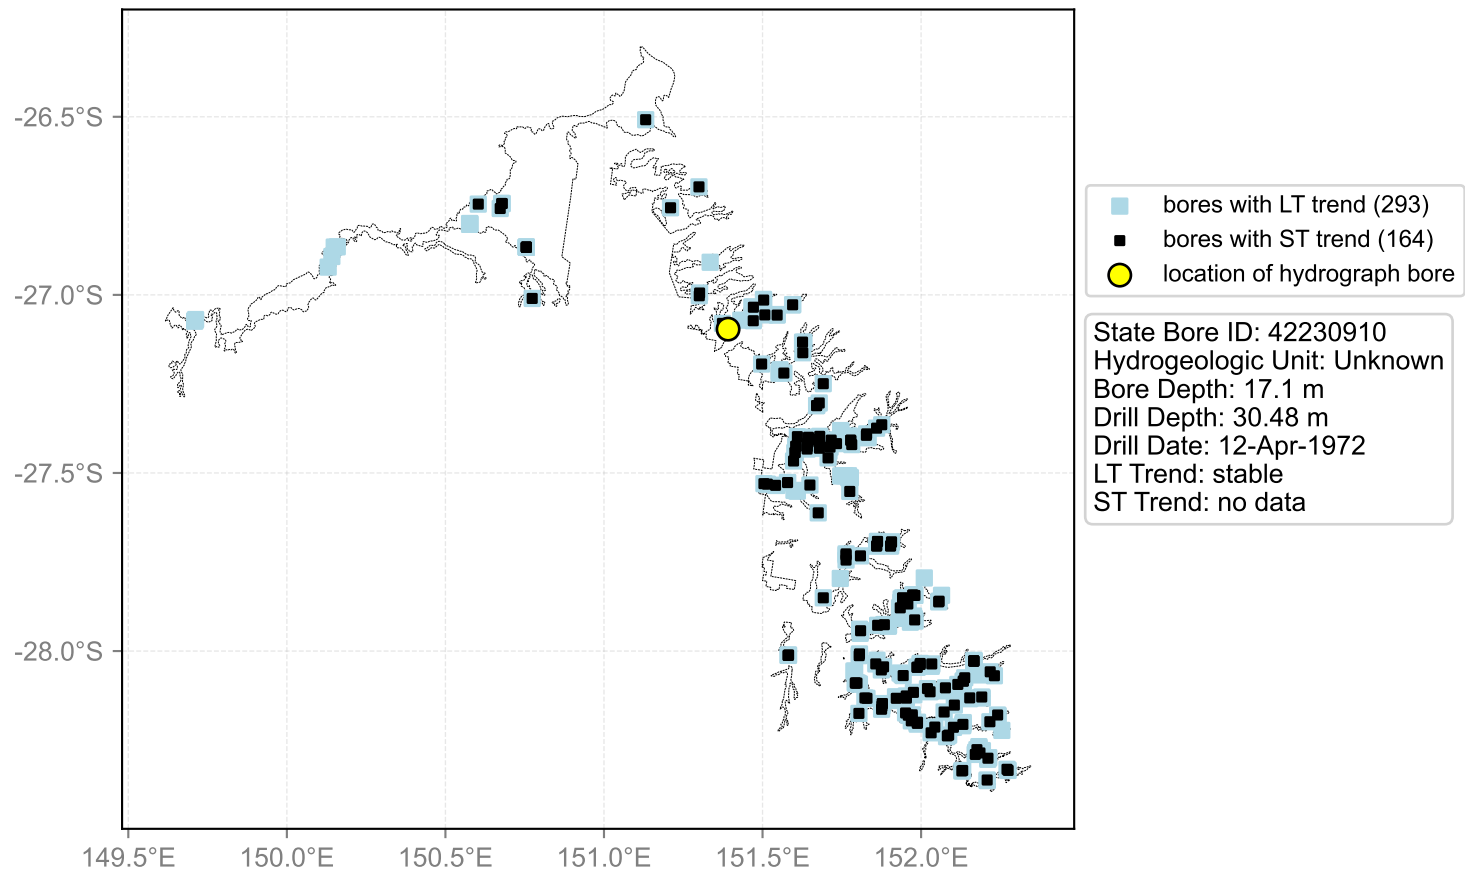 -26.5°S
-27.0°S
-27.5°S
-28.0°S
149.5°E
150.0°E
150.5°E
151.0°E
151.5°E
152.0°E
bores with LT trend (293)
bores with ST trend (164)
location of hydrograph bore
State Bore ID: 42230910
Hydrogeologic Unit: Unknown
Bore Depth: 17.1 m
Drill Depth: 30.48 m
Drill Date: 12-Apr-1972
LT Trend: stable
ST Trend: no data